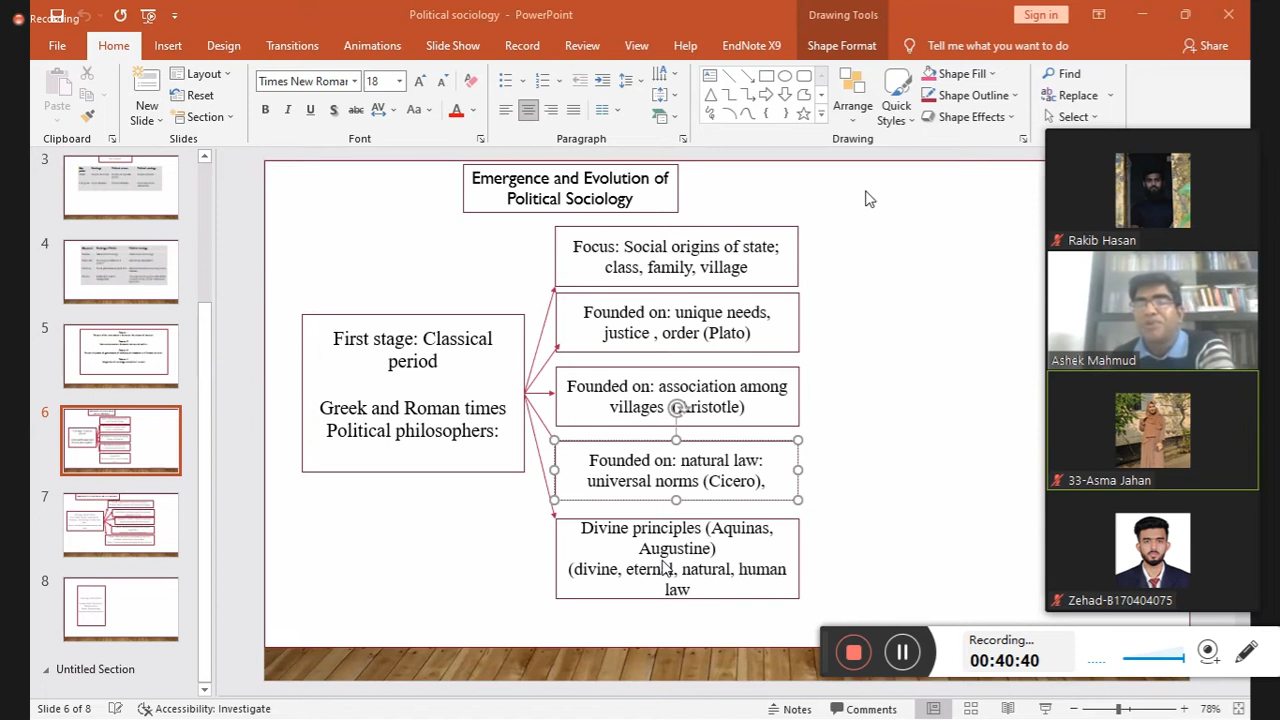 Recording
Political sociology - PowerPoint
Drawing Tools
Sign in
File
Home
Insert
Design
Transitions
Animations
Slide Show
Record
Review
View
Help
EndNote X9
Shape Format
Tell me what you want to do
Share
Paste
Clipboard
New
Slide
Layout
Reset
Section
Slides
Times New Roman
18
Font
Paragraph
Arrange
Quick
Styles
Shape Fill
Shape Outline
Shape Effects
Drawing
Find
Replace
Select
3
4
5
6
7
8
Untitled Section
Emergence and Evolution of
Political Sociology
First stage: Classical
period
Greek and Roman times
Political philosophers:
Focus: Social origins of state;
class, family, village
Founded on: unique needs,
justice , order (Plato)
Founded on: association among
villages
Founded on: natural law:
universal norms (Cicero),
Divine principles (Aquinas,
Augustine)
(divine, eternal, natural, human
law
Rakib Hasan
Ashek Mahmud
33-Asma Jahan
Zehad-B170404075
Recording...
00:40:40
Slide 6 of 8
Accessibility: Investigate
Notes
Comments
78%